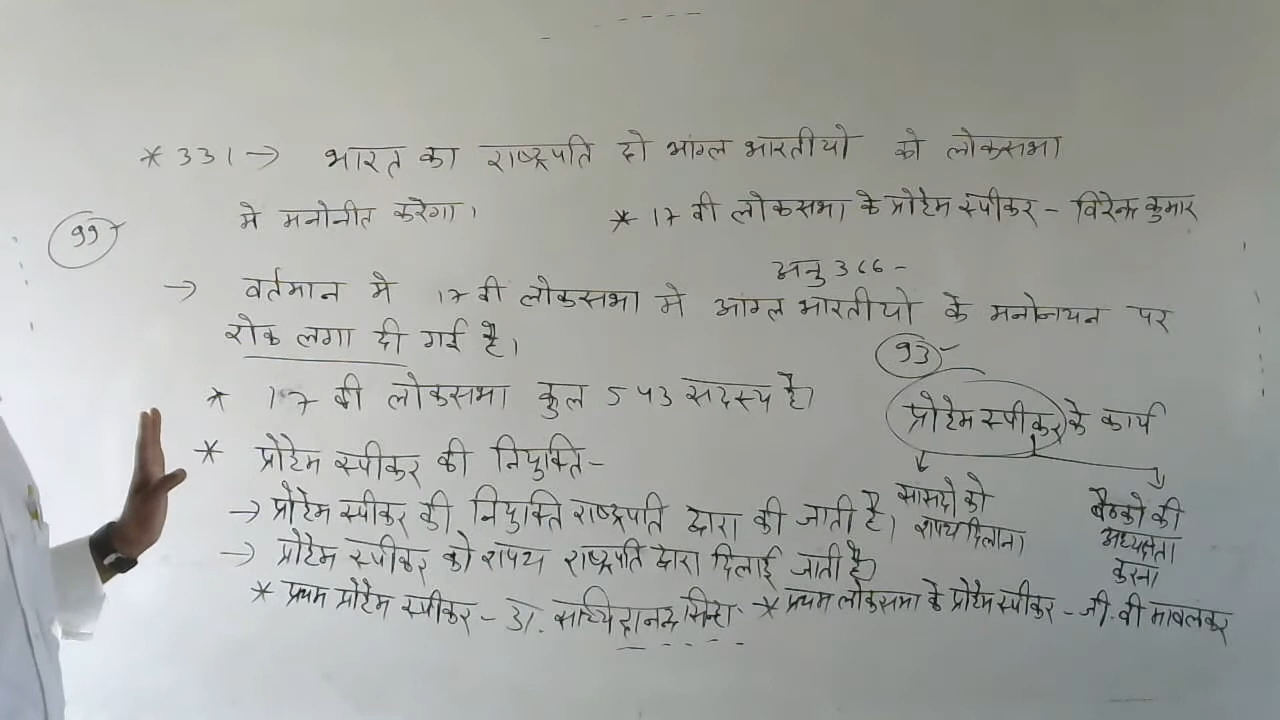 * 331 → भारत का राष्ट्रपति दो आंग्ल भारतीयो को लोकसभा
मे मनोनीत करेगा।
* 17 वी लोकसभा के प्रोटेम स्पीकर - विरेन्द्र कुमार
99
अनु 366 -
→ वर्तमान मे 17 वी लोकसभा मे आंग्ल भारतीयो के मनोनयन पर
रोक लगा दी गई है।
93
* 17 वी लोकसभा कुल 543 सदस्य है।
प्रोटेम स्पीकर के कार्य
सांसदो को
शपथ दिलाना
बैठको की
अध्यक्षता
करना
* प्रोटेम स्पीकर की नियुक्ति -
→ प्रोटेम स्पीकर की नियुक्ति राष्ट्रपति द्वारा की जाती है।
→ प्रोटेम स्पीकर को शपथ राष्ट्रपति द्वारा दिलाई जाती है।
* प्रथम प्रोटेम स्पीकर - डा. सच्चिदानन्द सिन्हा
* प्रथम लोकसभा के प्रोटेम स्पीकर - जी. वी मावलकर